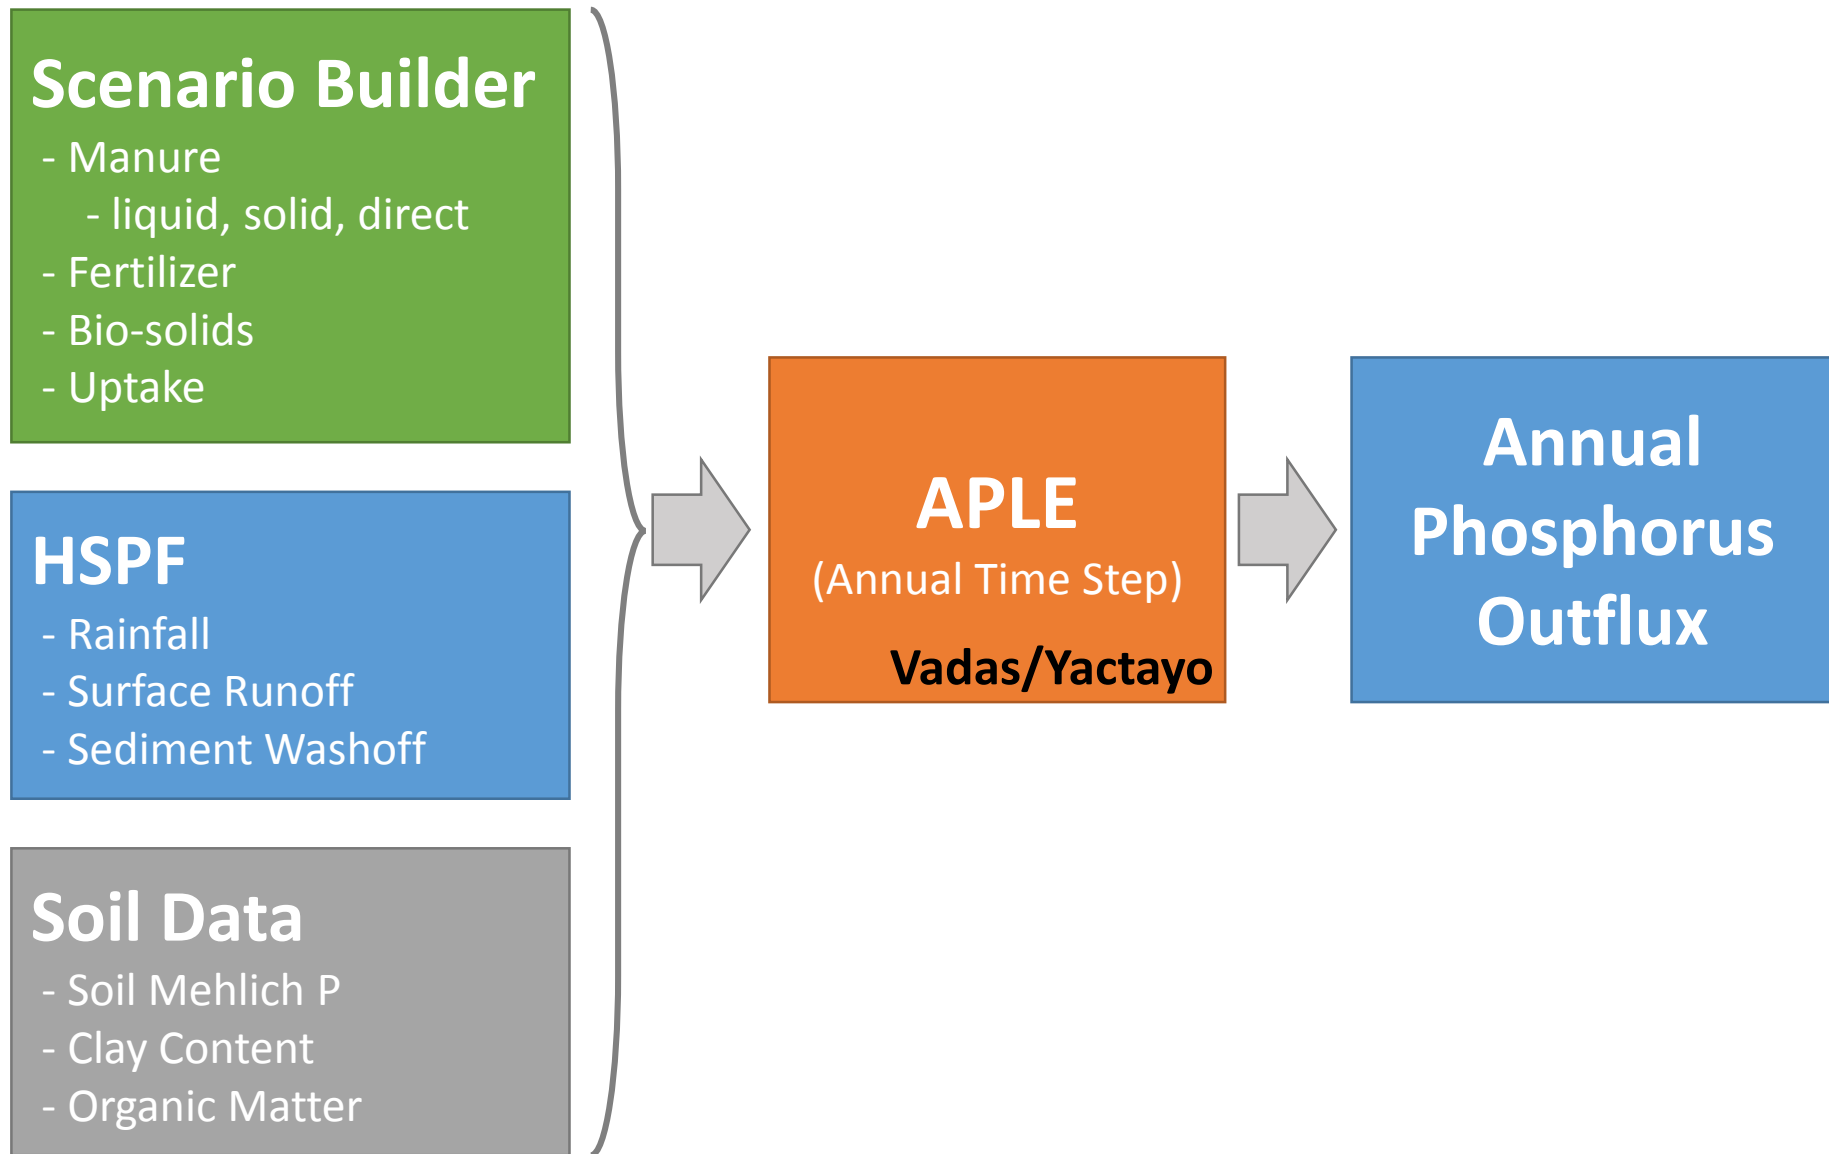 Scenario Builder
- Manure
- liquid, solid, direct
- Fertilizer
- Bio-solids
- Uptake
HSPF
- Rainfall
- Surface Runoff
- Sediment Washoff
Soil Data
- Soil Mehlich P
- Clay Content
- Organic Matter
APLE
(Annual Time Step)
Vadas/Yactayo
Annual
Phosphorus
Outflux